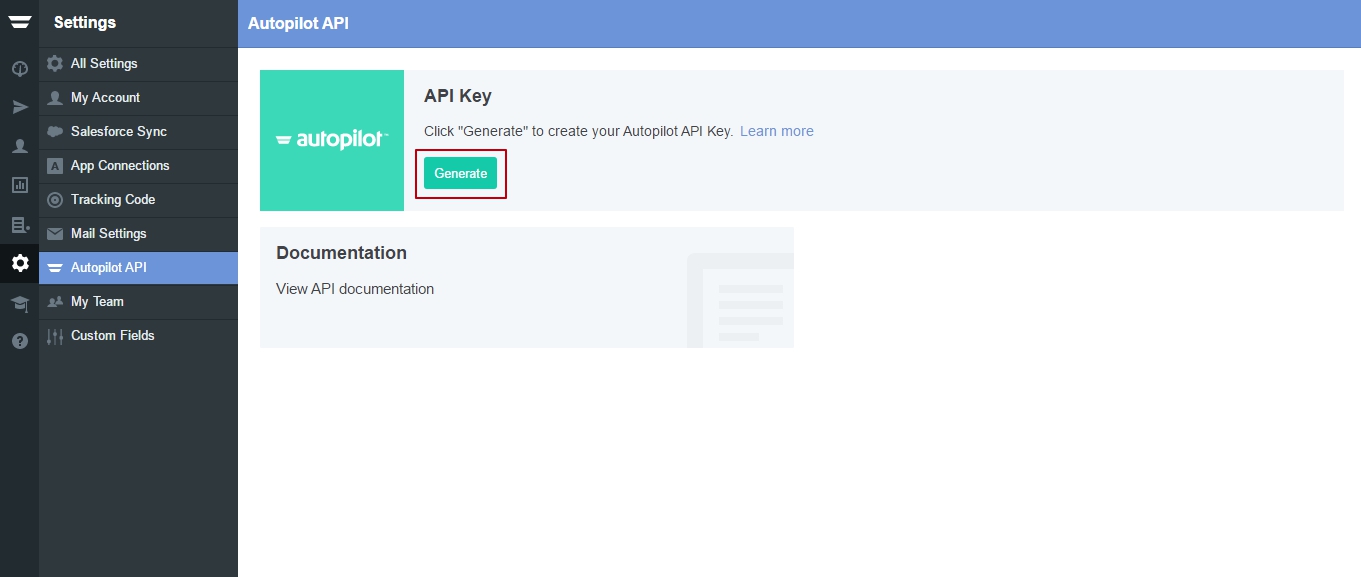 Settings
All Settings
My Account
Salesforce Sync
App Connections
Tracking Code
Mail Settings
Autopilot API
My Team
Custom Fields
Autopilot API
autopilot™
API Key
Click "Generate" to create your Autopilot API Key. Learn more
Generate
Documentation
View API documentation